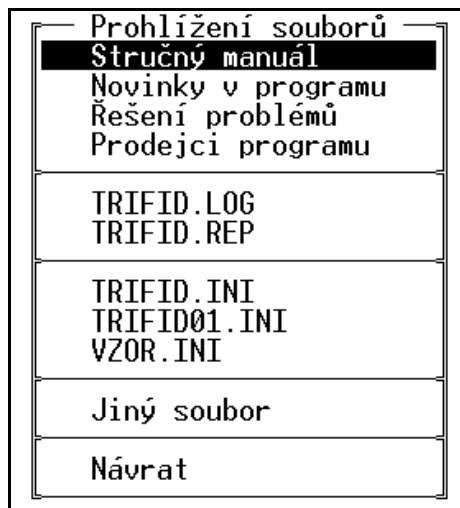 Prohlížení souborů
Stručný manuál
Novinky v programu
Řešení problémů
Prodejci programu
TRIFID.LOG
TRIFID.REP
TRIFID.INI
TRIFID01.INI
VZOR.INI
Jiný soubor
Návrat